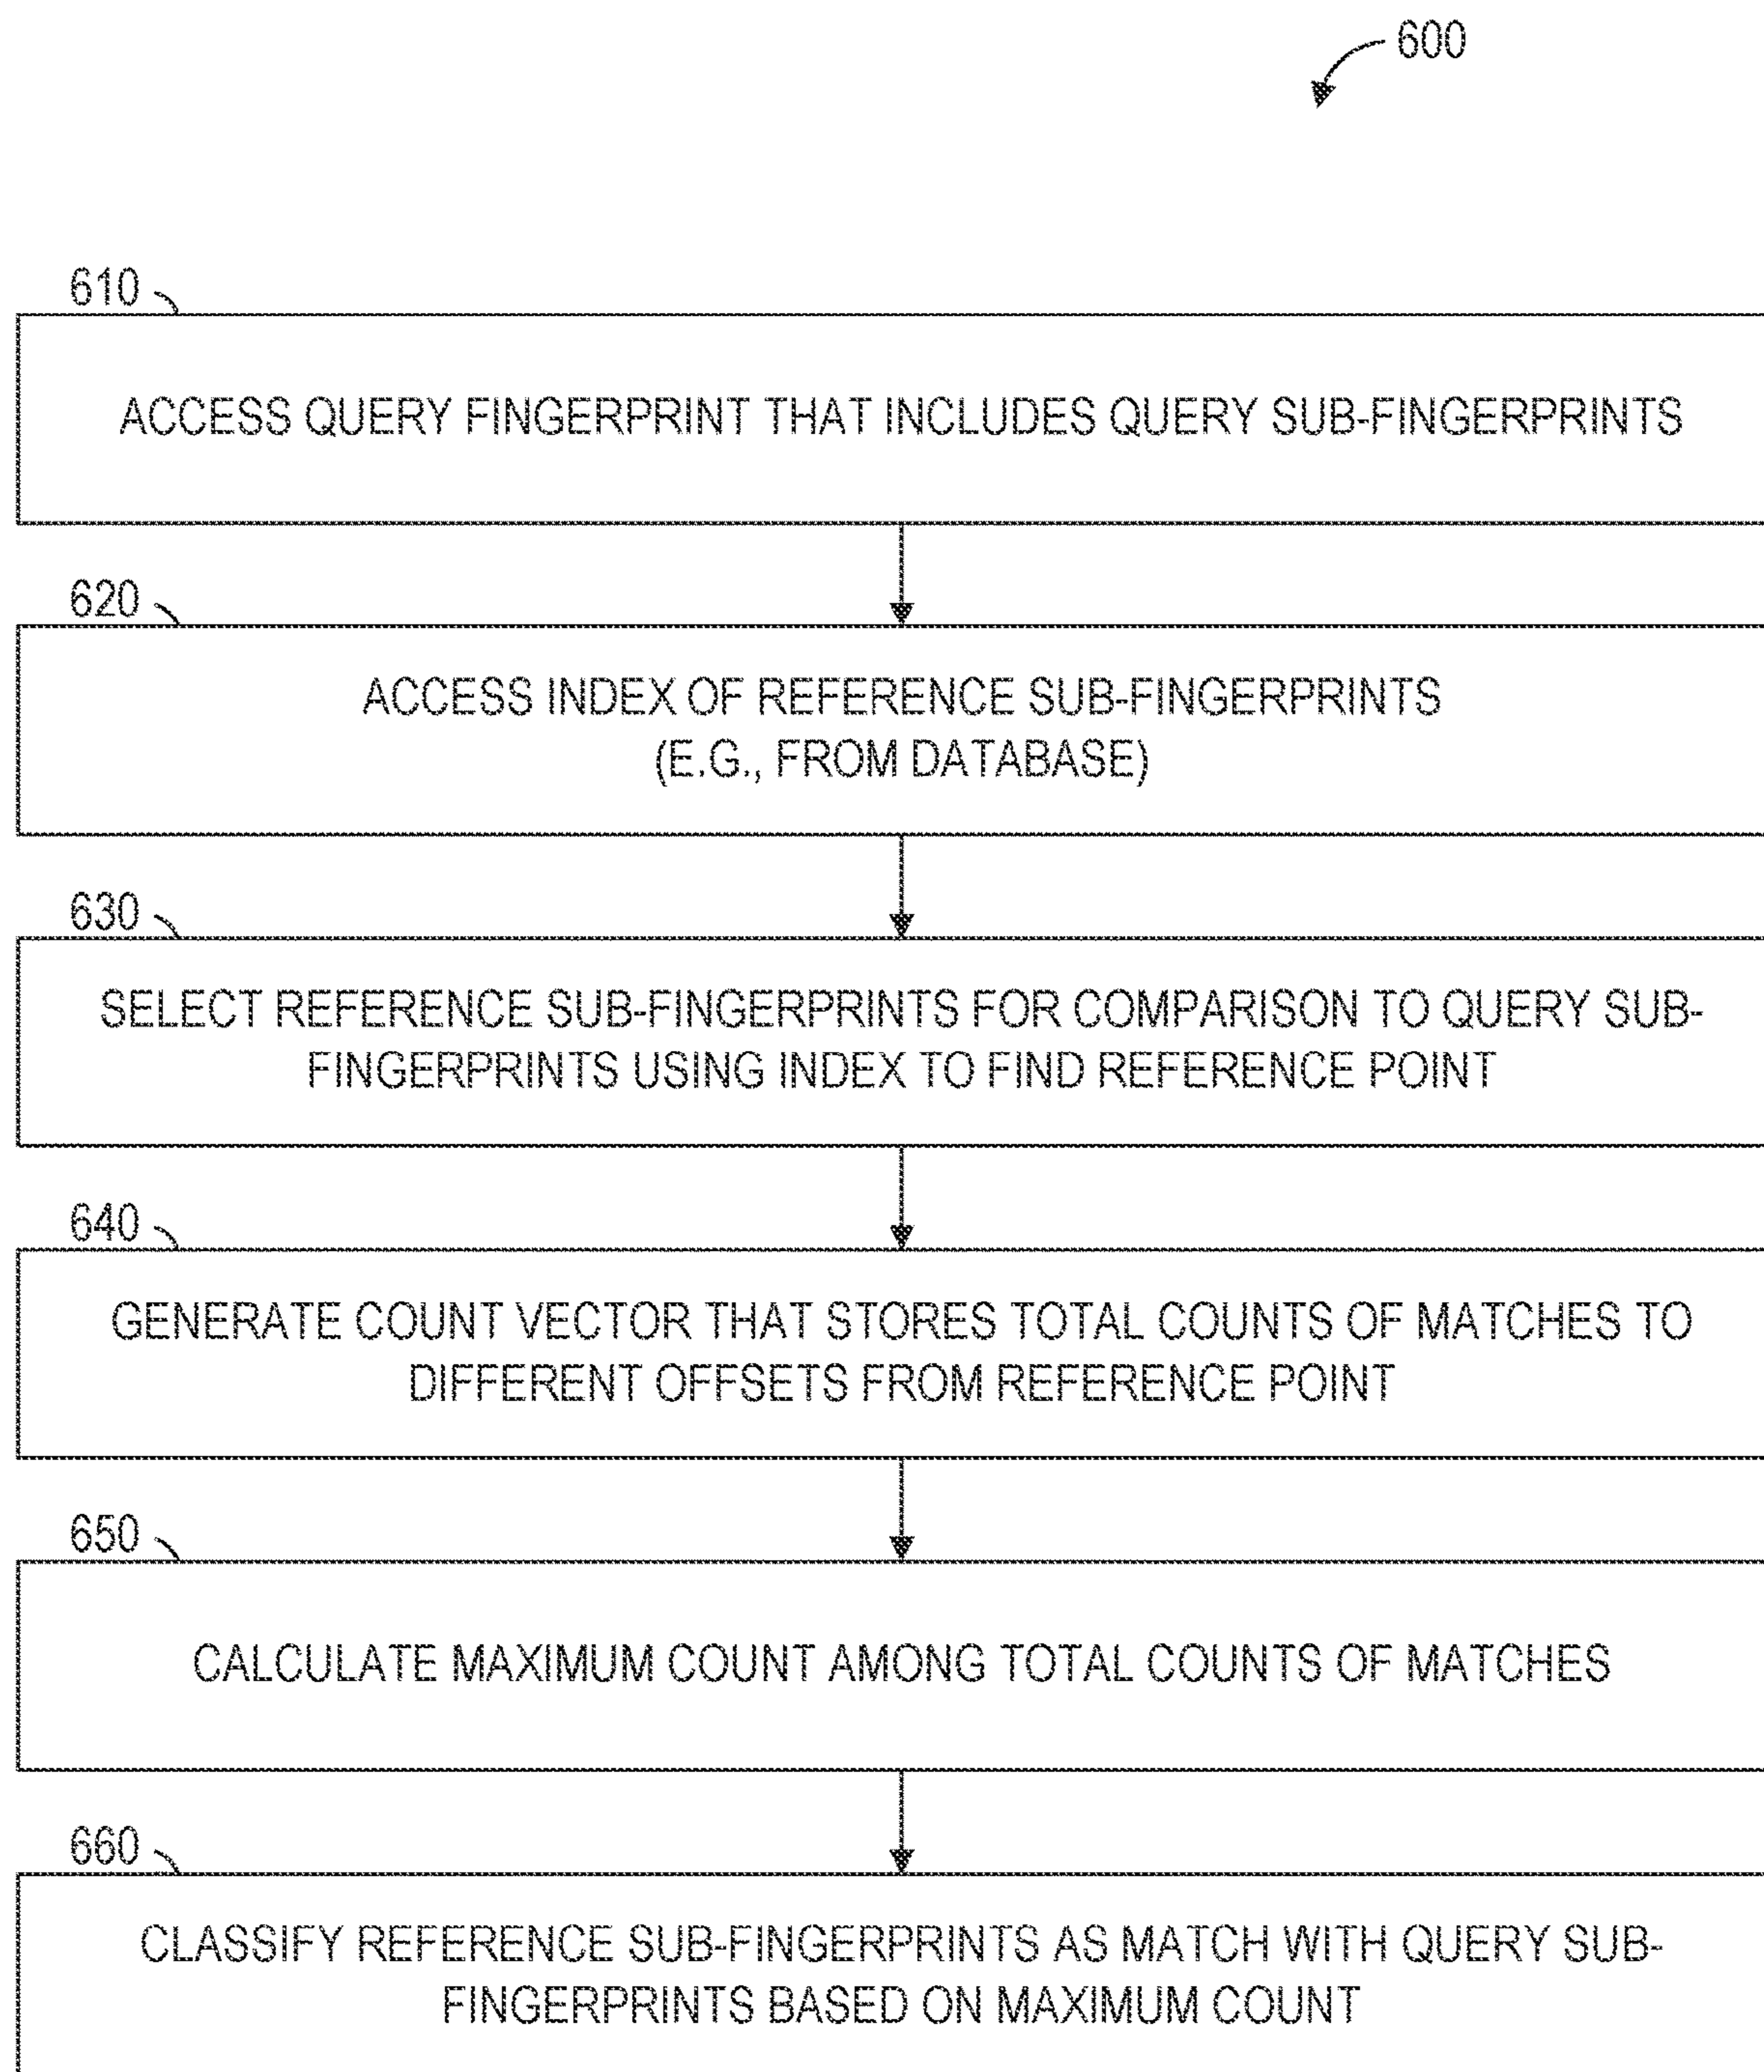 600
610
ACCESS QUERY FINGERPRINT THAT INCLUDES QUERY SUB-FINGERPRINTS
620
ACCESS INDEX OF REFERENCE SUB-FINGERPRINTS
(E.G., FROM DATABASE)
630
SELECT REFERENCE SUB-FINGERPRINTS FOR COMPARISON TO QUERY SUB-
FINGERPRINTS USING INDEX TO FIND REFERENCE POINT
640
GENERATE COUNT VECTOR THAT STORES TOTAL COUNTS OF MATCHES TO
DIFFERENT OFFSETS FROM REFERENCE POINT
650
CALCULATE MAXIMUM COUNT AMONG TOTAL COUNTS OF MATCHES
660
CLASSIFY REFERENCE SUB-FINGERPRINTS AS MATCH WITH QUERY SUB-
FINGERPRINTS BASED ON MAXIMUM COUNT